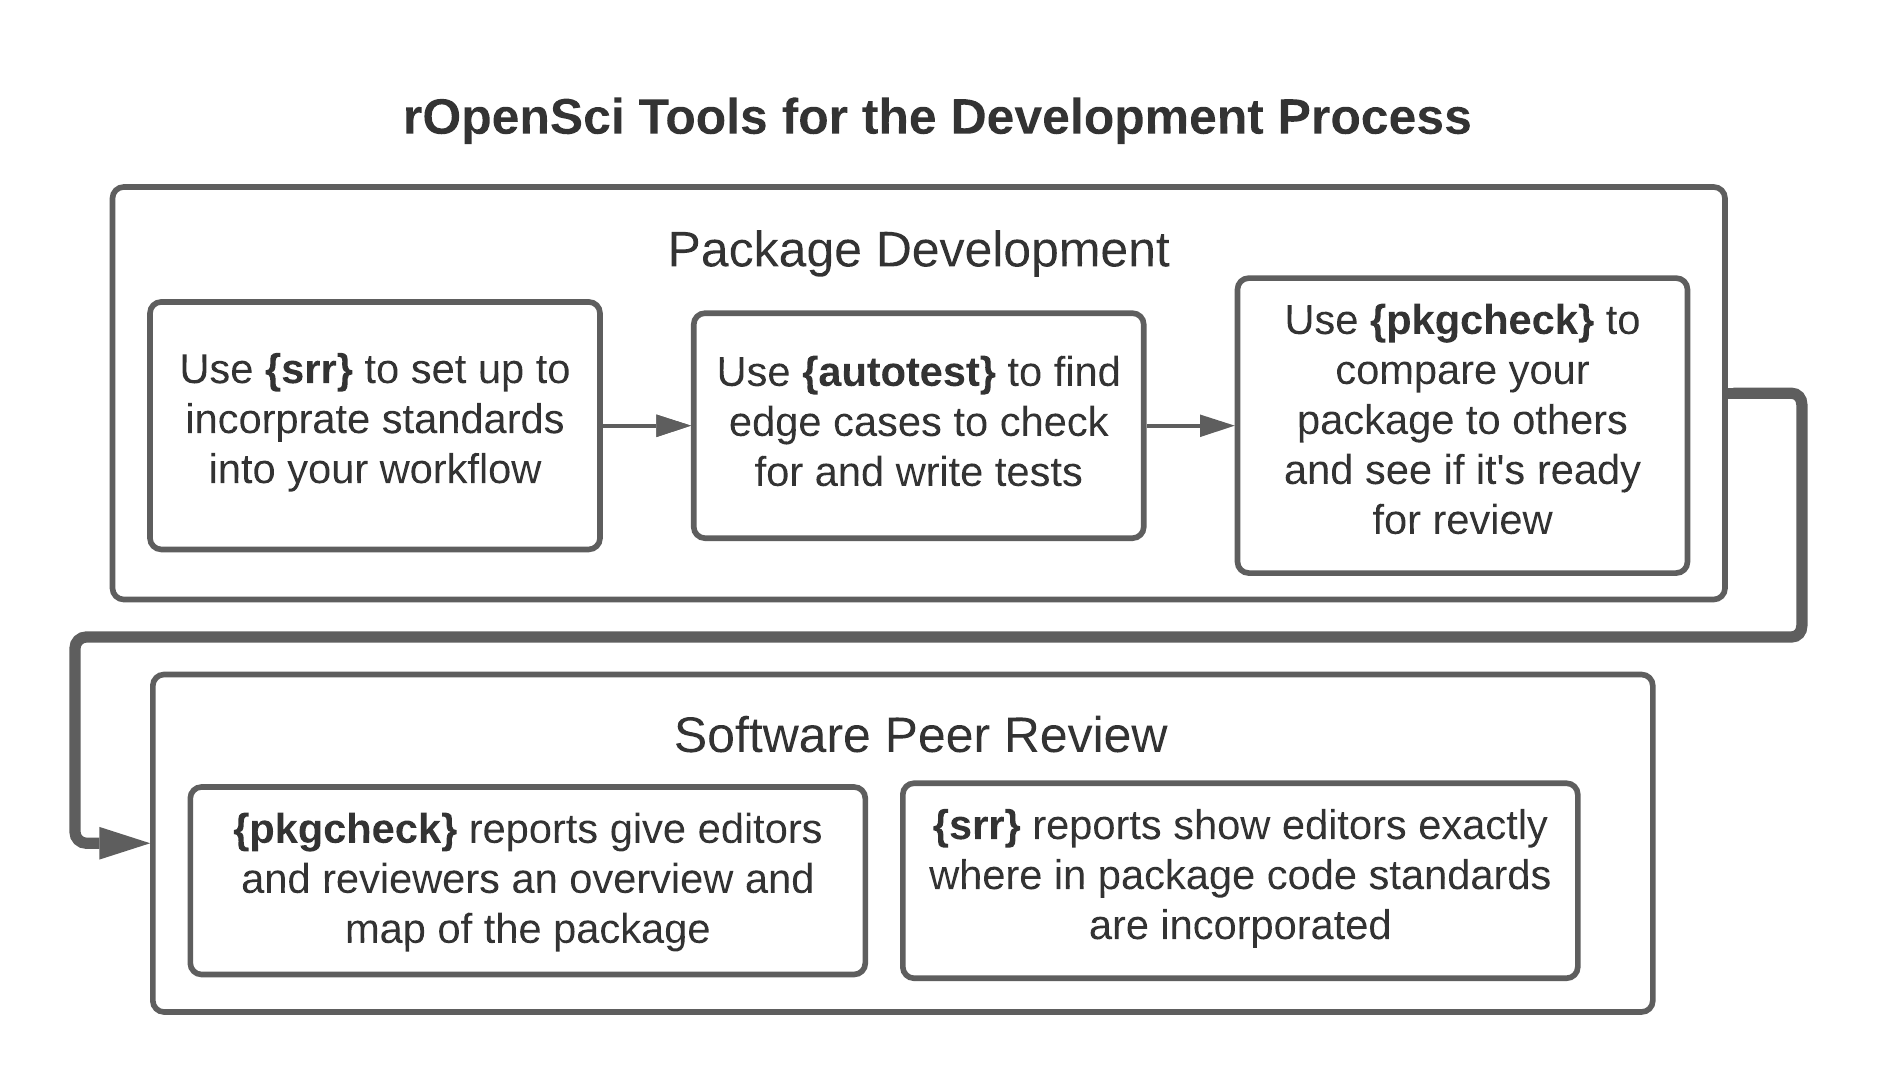 rOpenSci Tools for the Development Process
Package Development
Use {srr} to set up to
incorprate standards
into your workflow
Use {autotest} to find
edge cases to check
for and write tests
Use {pkgcheck} to
compare your
package to others
and see if it's ready
for review
Software Peer Review
{pkgcheck} reports give editors
and reviewers an overview and
map of the package
{srr} reports show editors exactly
where in package code standards
are incorporated